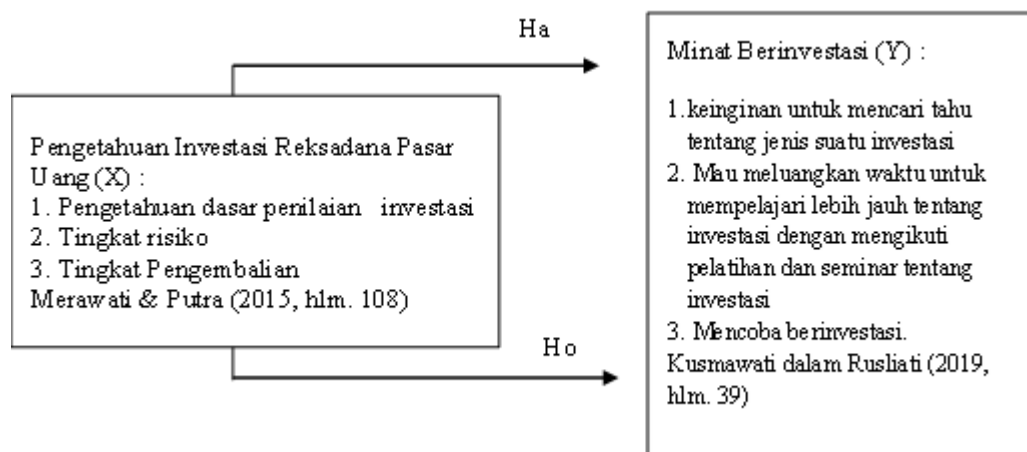 Ha
Pengetahuan Investasi Reksadana Pasar
Uang (X) :
1. Pengetahuan dasar penilaian investasi
2. Tingkat risiko
3. Tingkat Pengembalian
Merawati & Putra (2015, hlm. 108)
Ho
Minat Berinvestasi (Y) :
1.keinginan untuk mencari tahu
tentang jenis suatu investasi
2. Mau meluangkan waktu untuk
mempelajari lebih jauh tentang
investasi dengan mengikuti
pelatihan dan seminar tentang
investasi
3. Mencoba berinvestasi.
Kusmawati dalam Rusliati (2019,
hlm. 39)